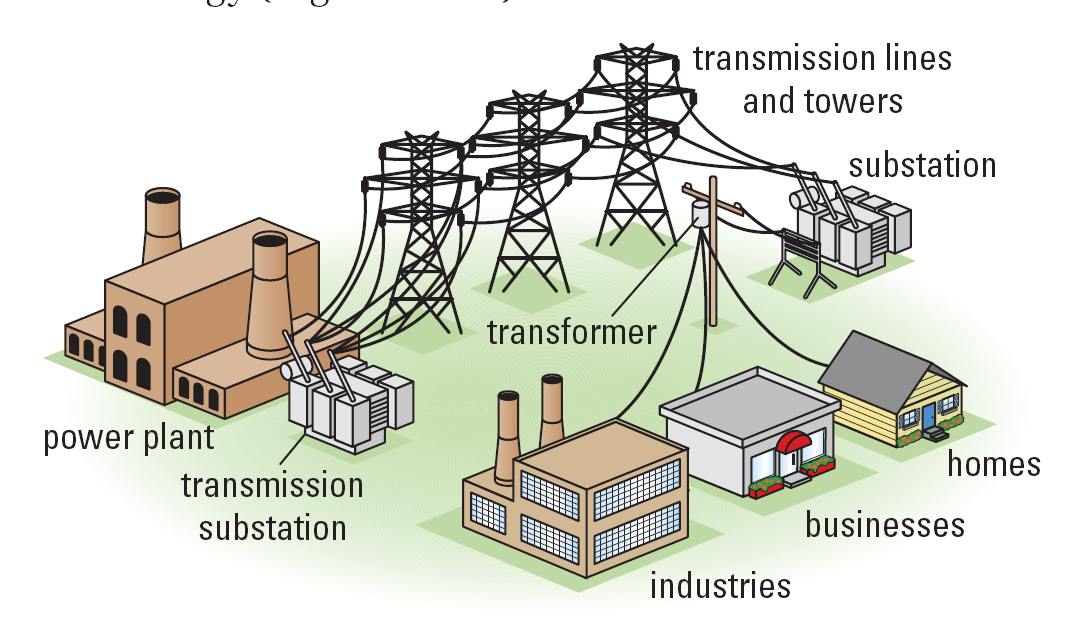 transmission lines
and towers
substation
transformer
power plant
transmission
substation
homes
businesses
industries